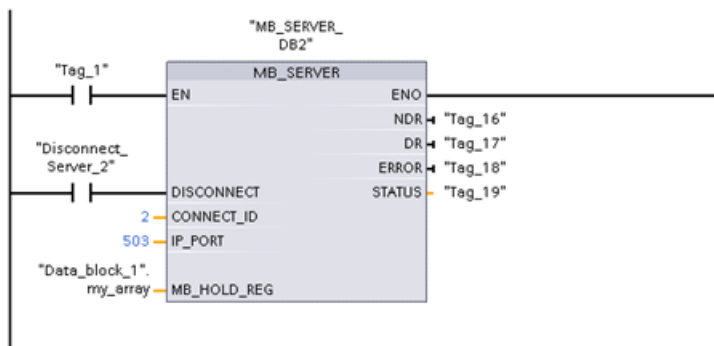 "MB_SERVER_
DB2"
MB_SERVER
"Tag_1"
EN
ENO
NDR
"Tag_16"
DR
"Tag_17"
ERROR
"Tag_18"
STATUS
"Tag_19"
"Disconnect_
Server_2"
DISCONNECT
2
CONNECT_ID
503
IP_PORT
"Data_block_1".
my_array
MB_HOLD_REG